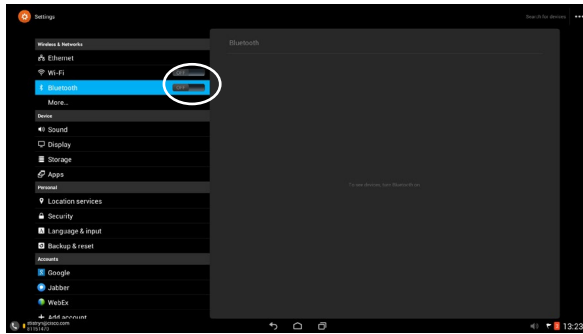 Settings
Search for devices
Wireless & Networks
Ethernet
Wi-Fi OFF
Bluetooth OFF
More...
Device
Sound
Display
Storage
Apps
Personal
Location services
Security
Language & input
Backup & reset
Accounts
Google
Jabber
WebEx
Add account
Bluetooth
To see devices, turn Bluetooth on.
13:23